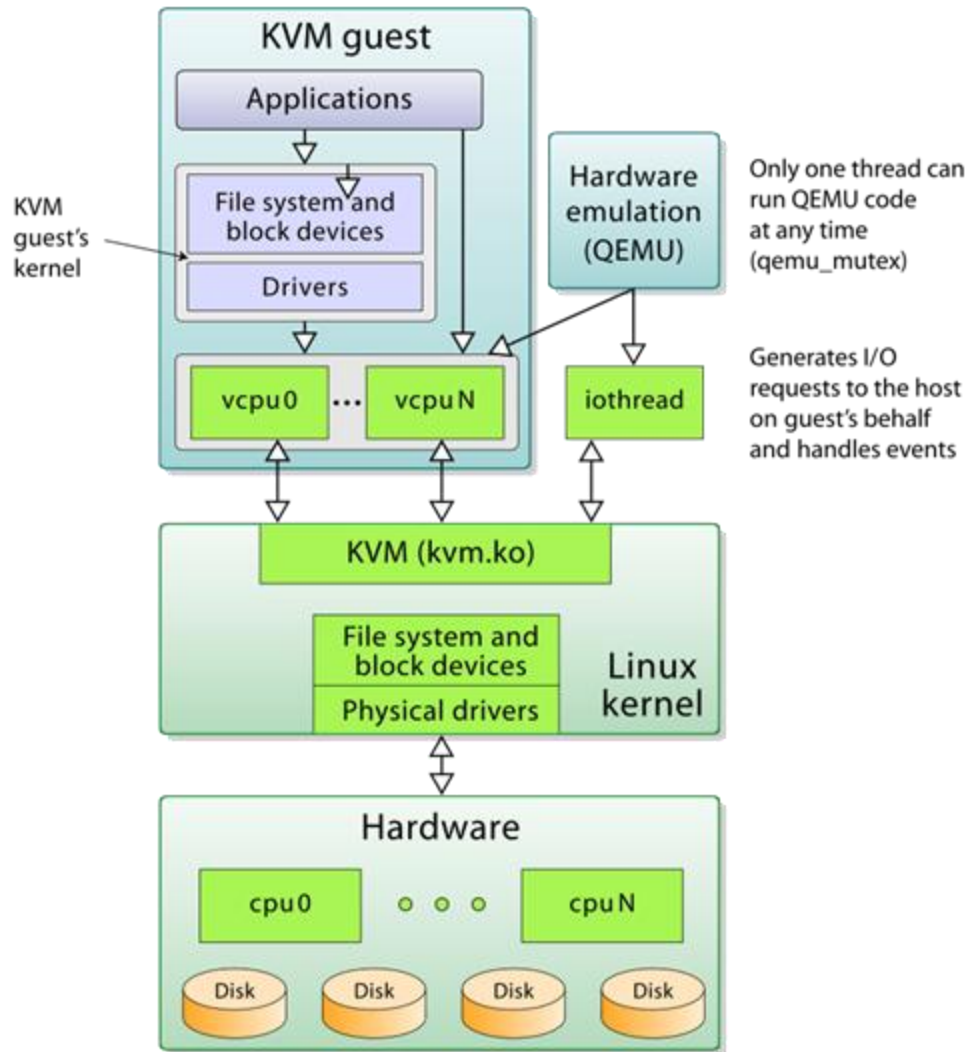 KVM guest
Applications
KVM
guest's
kernel
File system and
block devices
Drivers
Hardware
emulation
(QEMU)
Only one thread can
run QEMU code
at any time
(qemu_mutex)
vcpu0
...
vcpuN
iothread
Generates I/O
requests to the host
on guest's behalf
and handles events
KVM (kvm.ko)
File system and
block devices
Physical drivers
Linux
kernel
Hardware
cpu0
cpuN
Disk
Disk
Disk
Disk